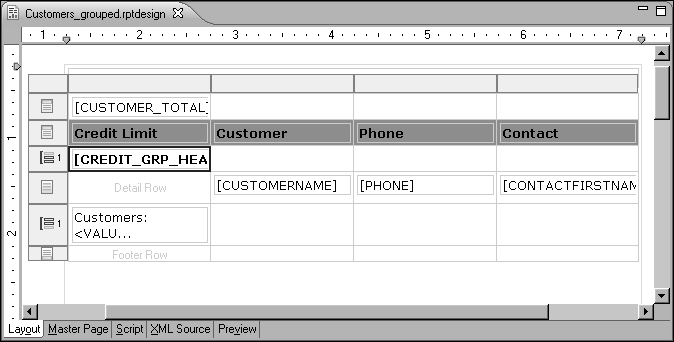 Customers_grouped.rptdesign
1 2 3 4 5 6 7
[CUSTOMER_TOTAL]
1
Credit Limit Customer Phone Contact
1 [CREDIT_GRP_HEA
Detail Row [CUSTOMERNAME] [PHONE] [CONTACTFIRSTNAM
1 Customers:
<VALU...
2
Footer Row
Layout Master Page Script XML Source Preview